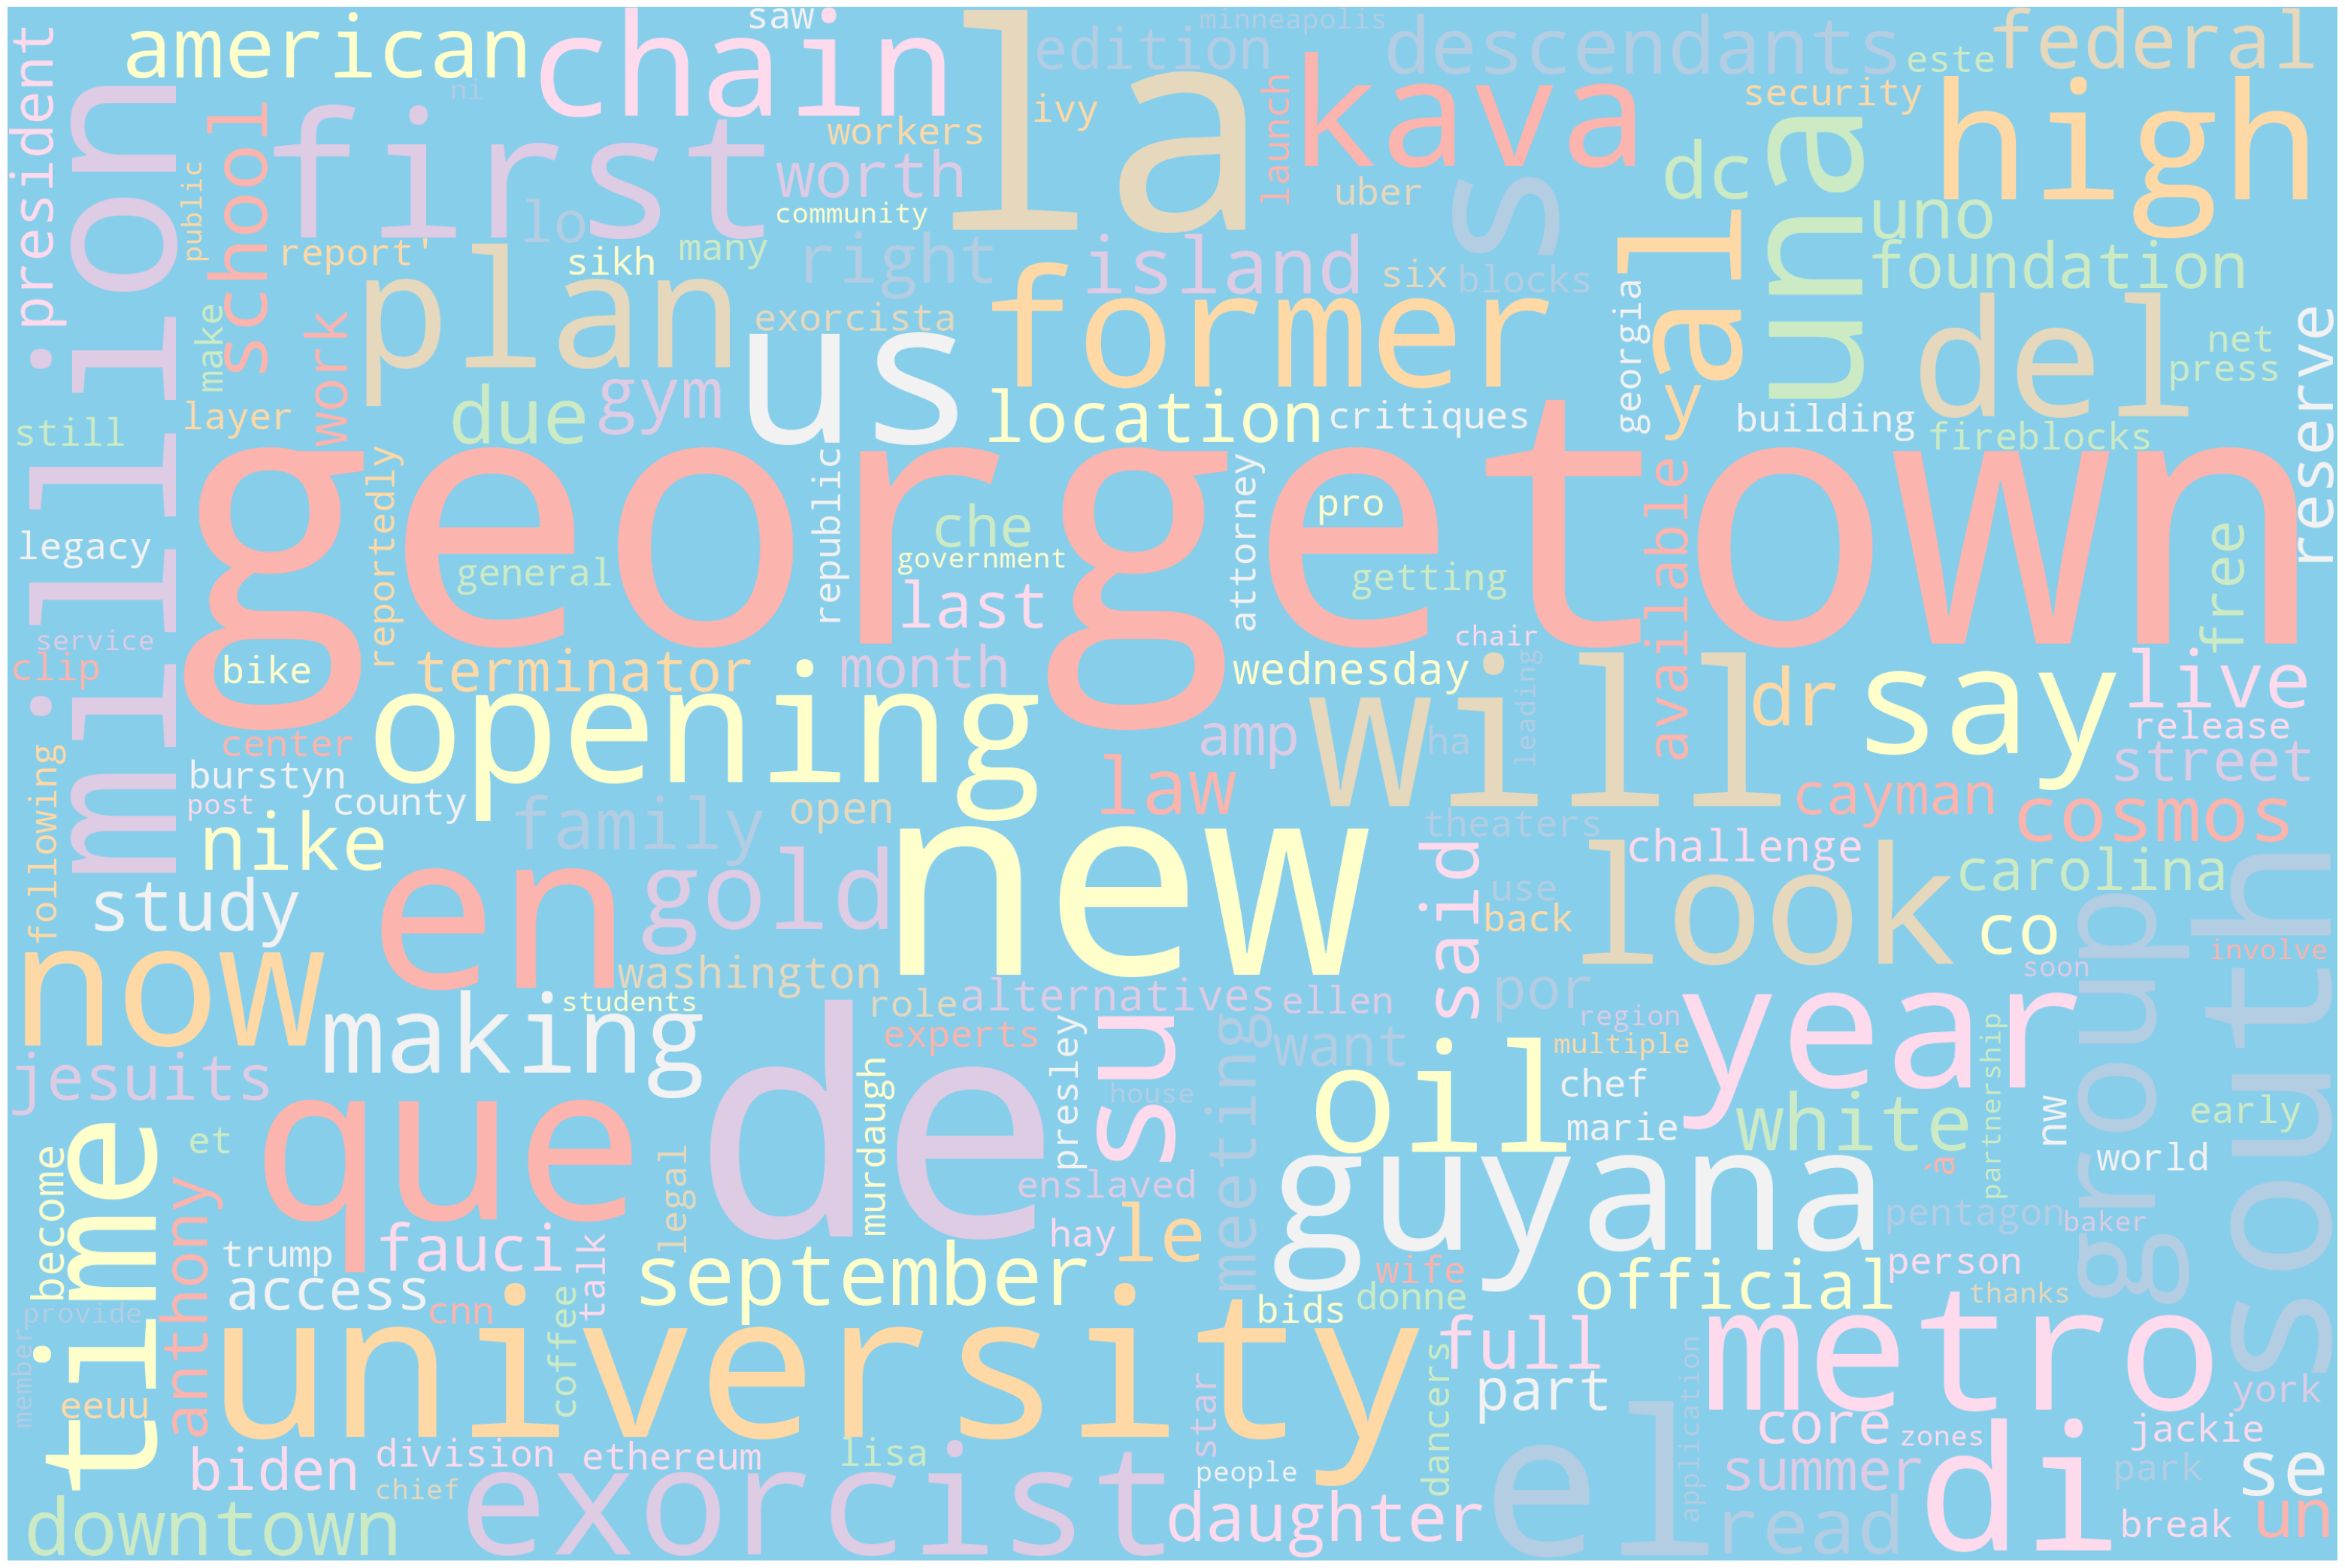 american
saw
minneapolis
federal
president
chain
la
edition
descendants
este
million
ni
first
launch
kava
security
high
school
workers
ivy
s
dc
una
public
worth
uber
al
uno
community
lo
report'
sikh
many
right
island
six
blocks
foundation
make
work
plan
exorcista
former
georgia
del
net
reserve
us
press
still
layer
due
gym
location
critiques
y
building
fireblocks
georgetown
legacy
reportedly
general
republic
che
government
attorney
pro
available
free
last
getting
service
clip
bike
terminator
month
wednesday
chair
leading
will
dr
say
live
center
opening
amp
ha
release
following
burstyn
street
post
county
open
law
cayman
cosmos
nike
family
new
theaters
challenge
south
study
en
gold
said
use
look
carolina
group
back
co
now
washington
involve
students
role
alternatives
ellen
por
year
soon
making
experts
su
meeting
want
oil
region
multiple
partnership
jesuits
murdaugh
presley
house
chef
nw
early
time
que
de
marie
white
et
à
world
become
anthony
legal
enslaved
guyana
pentagon
baker
fauci
talk
hay
le
trump
september
wife
person
access
official
provide
cnn
coffee
bids
donne
thanks
member
university
dancers
full
metro
eeuu
star
part
application
york
biden
division
ethereum
lisa
core
zones
jackie
chief
exorcist
people
el
summer
di
park
se
downtown
daughter
read
break
un